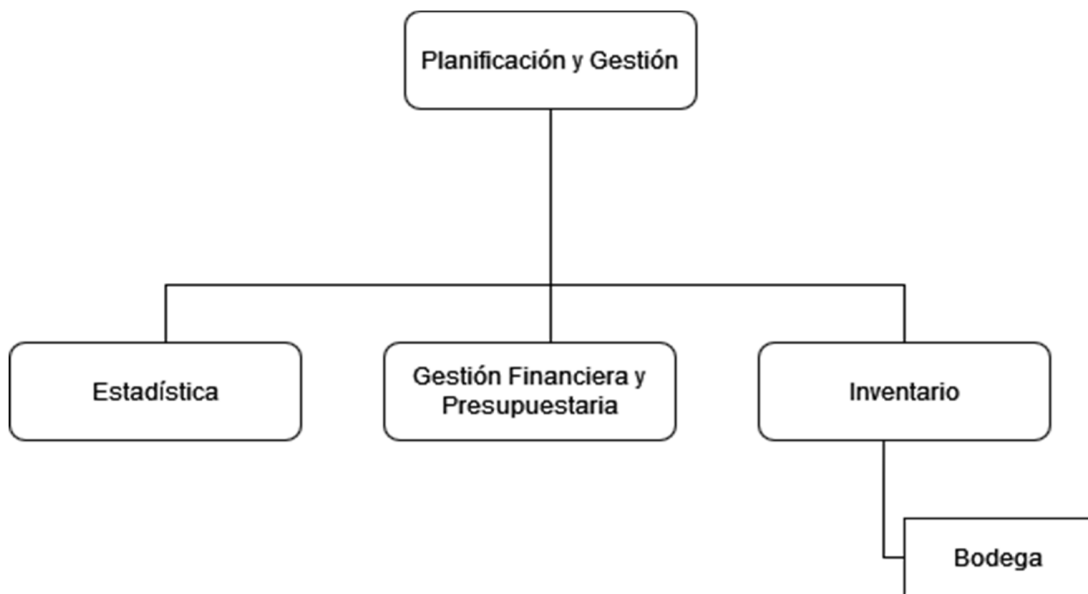 Planificación y Gestión
Estadística
Gestión Financiera y
Presupuestaria
Inventario
Bodega